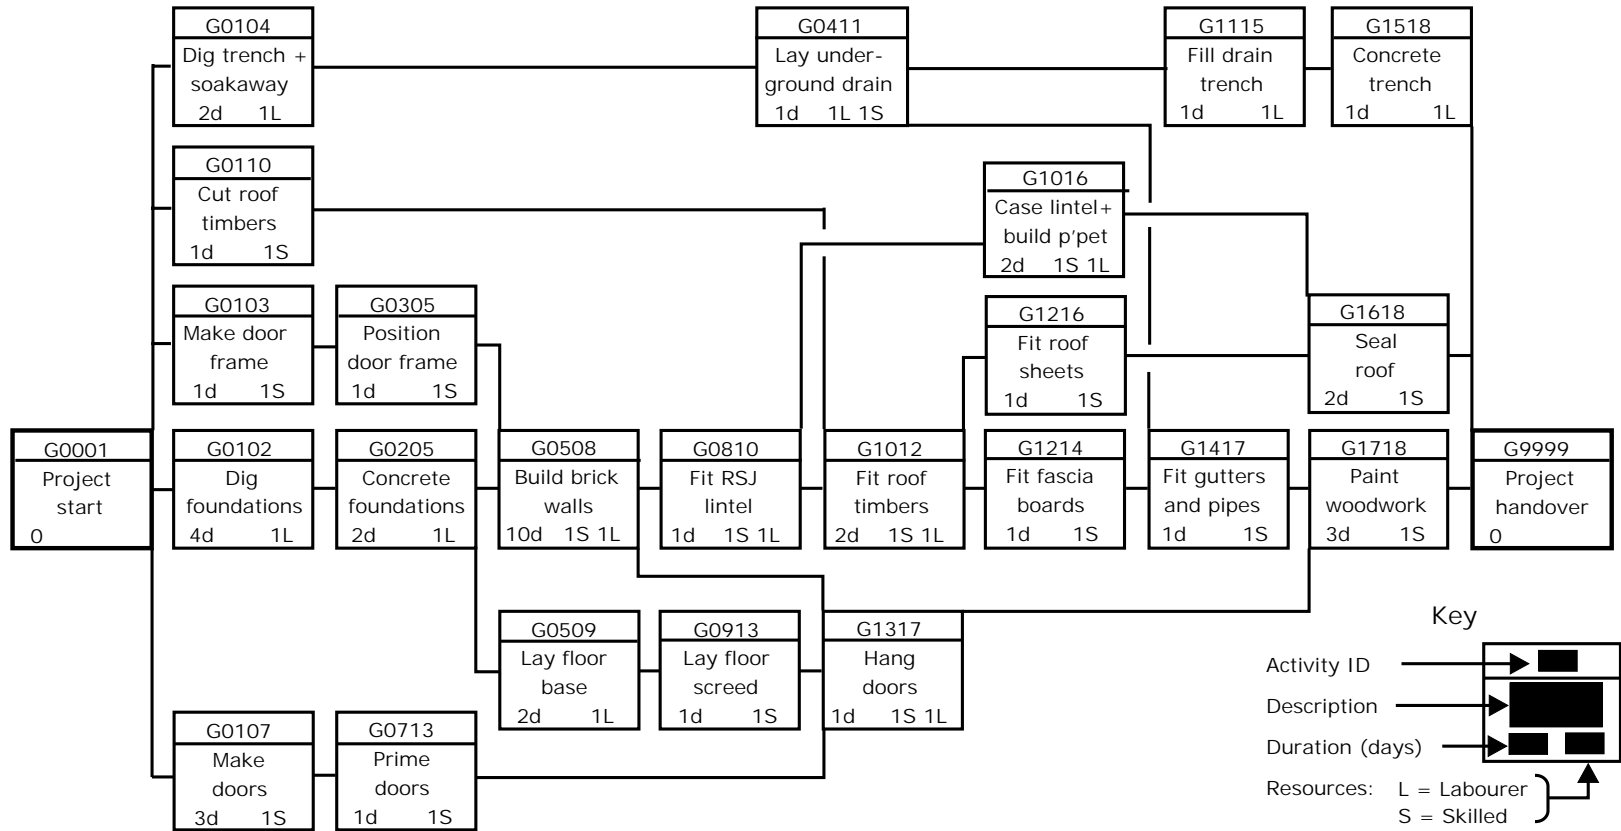 G0104
Dig trench +
soakaway
2d 1L
G0411
Lay under-
ground drain
1d 1L 1S
G1115
Fill drain
trench
1d 1L
G1518
Concrete
trench
1d 1L
G0110
Cut roof
timbers
1d 1S
G1016
Case lintel+
build p'pet
2d 1S 1L
G0103
Make door
frame
1d 1S
G0305
Position
door frame
1d 1S
G1216
Fit roof
sheets
1d 1S
G1618
Seal
roof
2d 1S
G0001
Project
start
0
G0102
Dig
foundations
4d 1L
G0205
Concrete
foundations
2d 1L
G0508
Build brick
walls
10d 1S 1L
G0810
Fit RSJ
lintel
1d 1S 1L
G1012
Fit roof
timbers
2d 1S 1L
G1214
Fit fascia
boards
1d 1S
G1417
Fit gutters
and pipes
1d 1S
G1718
Paint
woodwork
3d 1S
G9999
Project
handover
0
G0509
Lay floor
base
2d 1L
G0913
Lay floor
screed
1d 1S
G1317
Hang
doors
1d 1S 1L
G0107
Make
doors
3d 1S
G0713
Prime
doors
1d 1S
Key
Activity ID
Description
Duration (days)
Resources: L = Labourer
S = Skilled